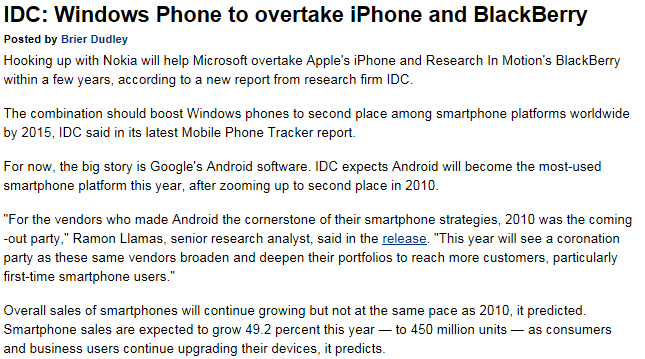 IDC: Windows Phone to overtake iPhone and BlackBerry
Posted by Brier Dudley
Hooking up with Nokia will help Microsoft overtake Apple's iPhone and Research In Motion's BlackBerry
within a few years, according to a new report from research firm IDC.
The combination should boost Windows phones to second place among smartphone platforms worldwide
by 2015, IDC said in its latest Mobile Phone Tracker report.
For now, the big story is Google's Android software. IDC expects Android will become the most-used
smartphone platform this year, after zooming up to second place in 2010.
"For the vendors who made Android the cornerstone of their smartphone strategies, 2010 was the coming
-out party," Ramon Llamas, senior research analyst, said in the release. "This year will see a coronation
party as these same vendors broaden and deepen their portfolios to reach more customers, particularly
first-time smartphone users."
Overall sales of smartphones will continue growing but not at the same pace as 2010, it predicted.
Smartphone sales are expected to grow 49.2 percent this year — to 450 million units — as consumers
and business users continue upgrading their devices, it predicts.